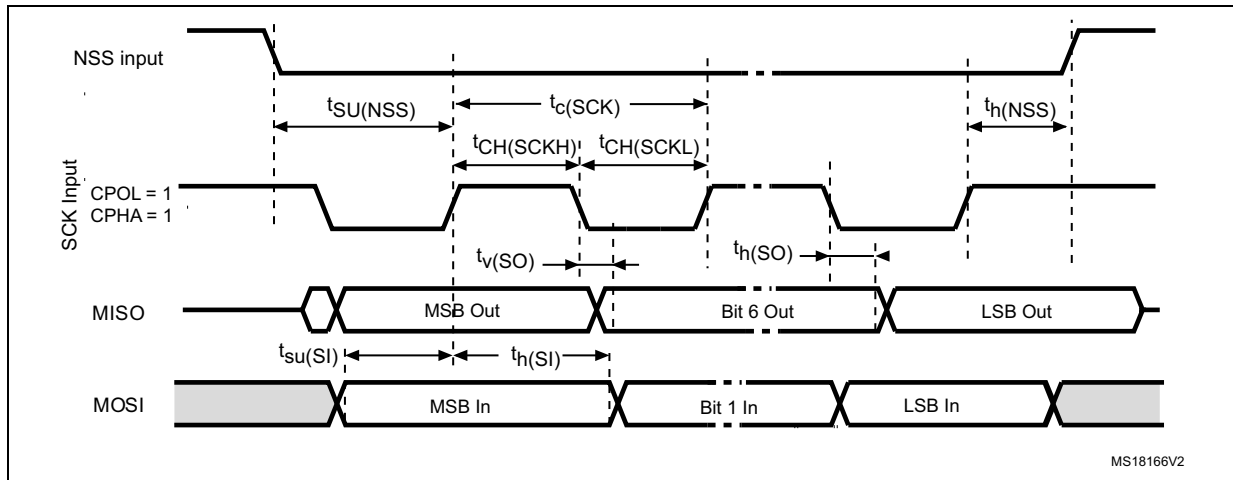 NSS input
tSU(NSS)
tc(SCK)
th(NSS)
tCH(SCKH)
tCH(SCKL)
SCK Input
CPOL = 1
CPHA = 1
tv(SO)
th(SO)
MISO
MSB Out
Bit 6 Out
LSB Out
tsu(SI)
th(SI)
MOSI
MSB In
Bit 1 In
LSB In
MS18166V2